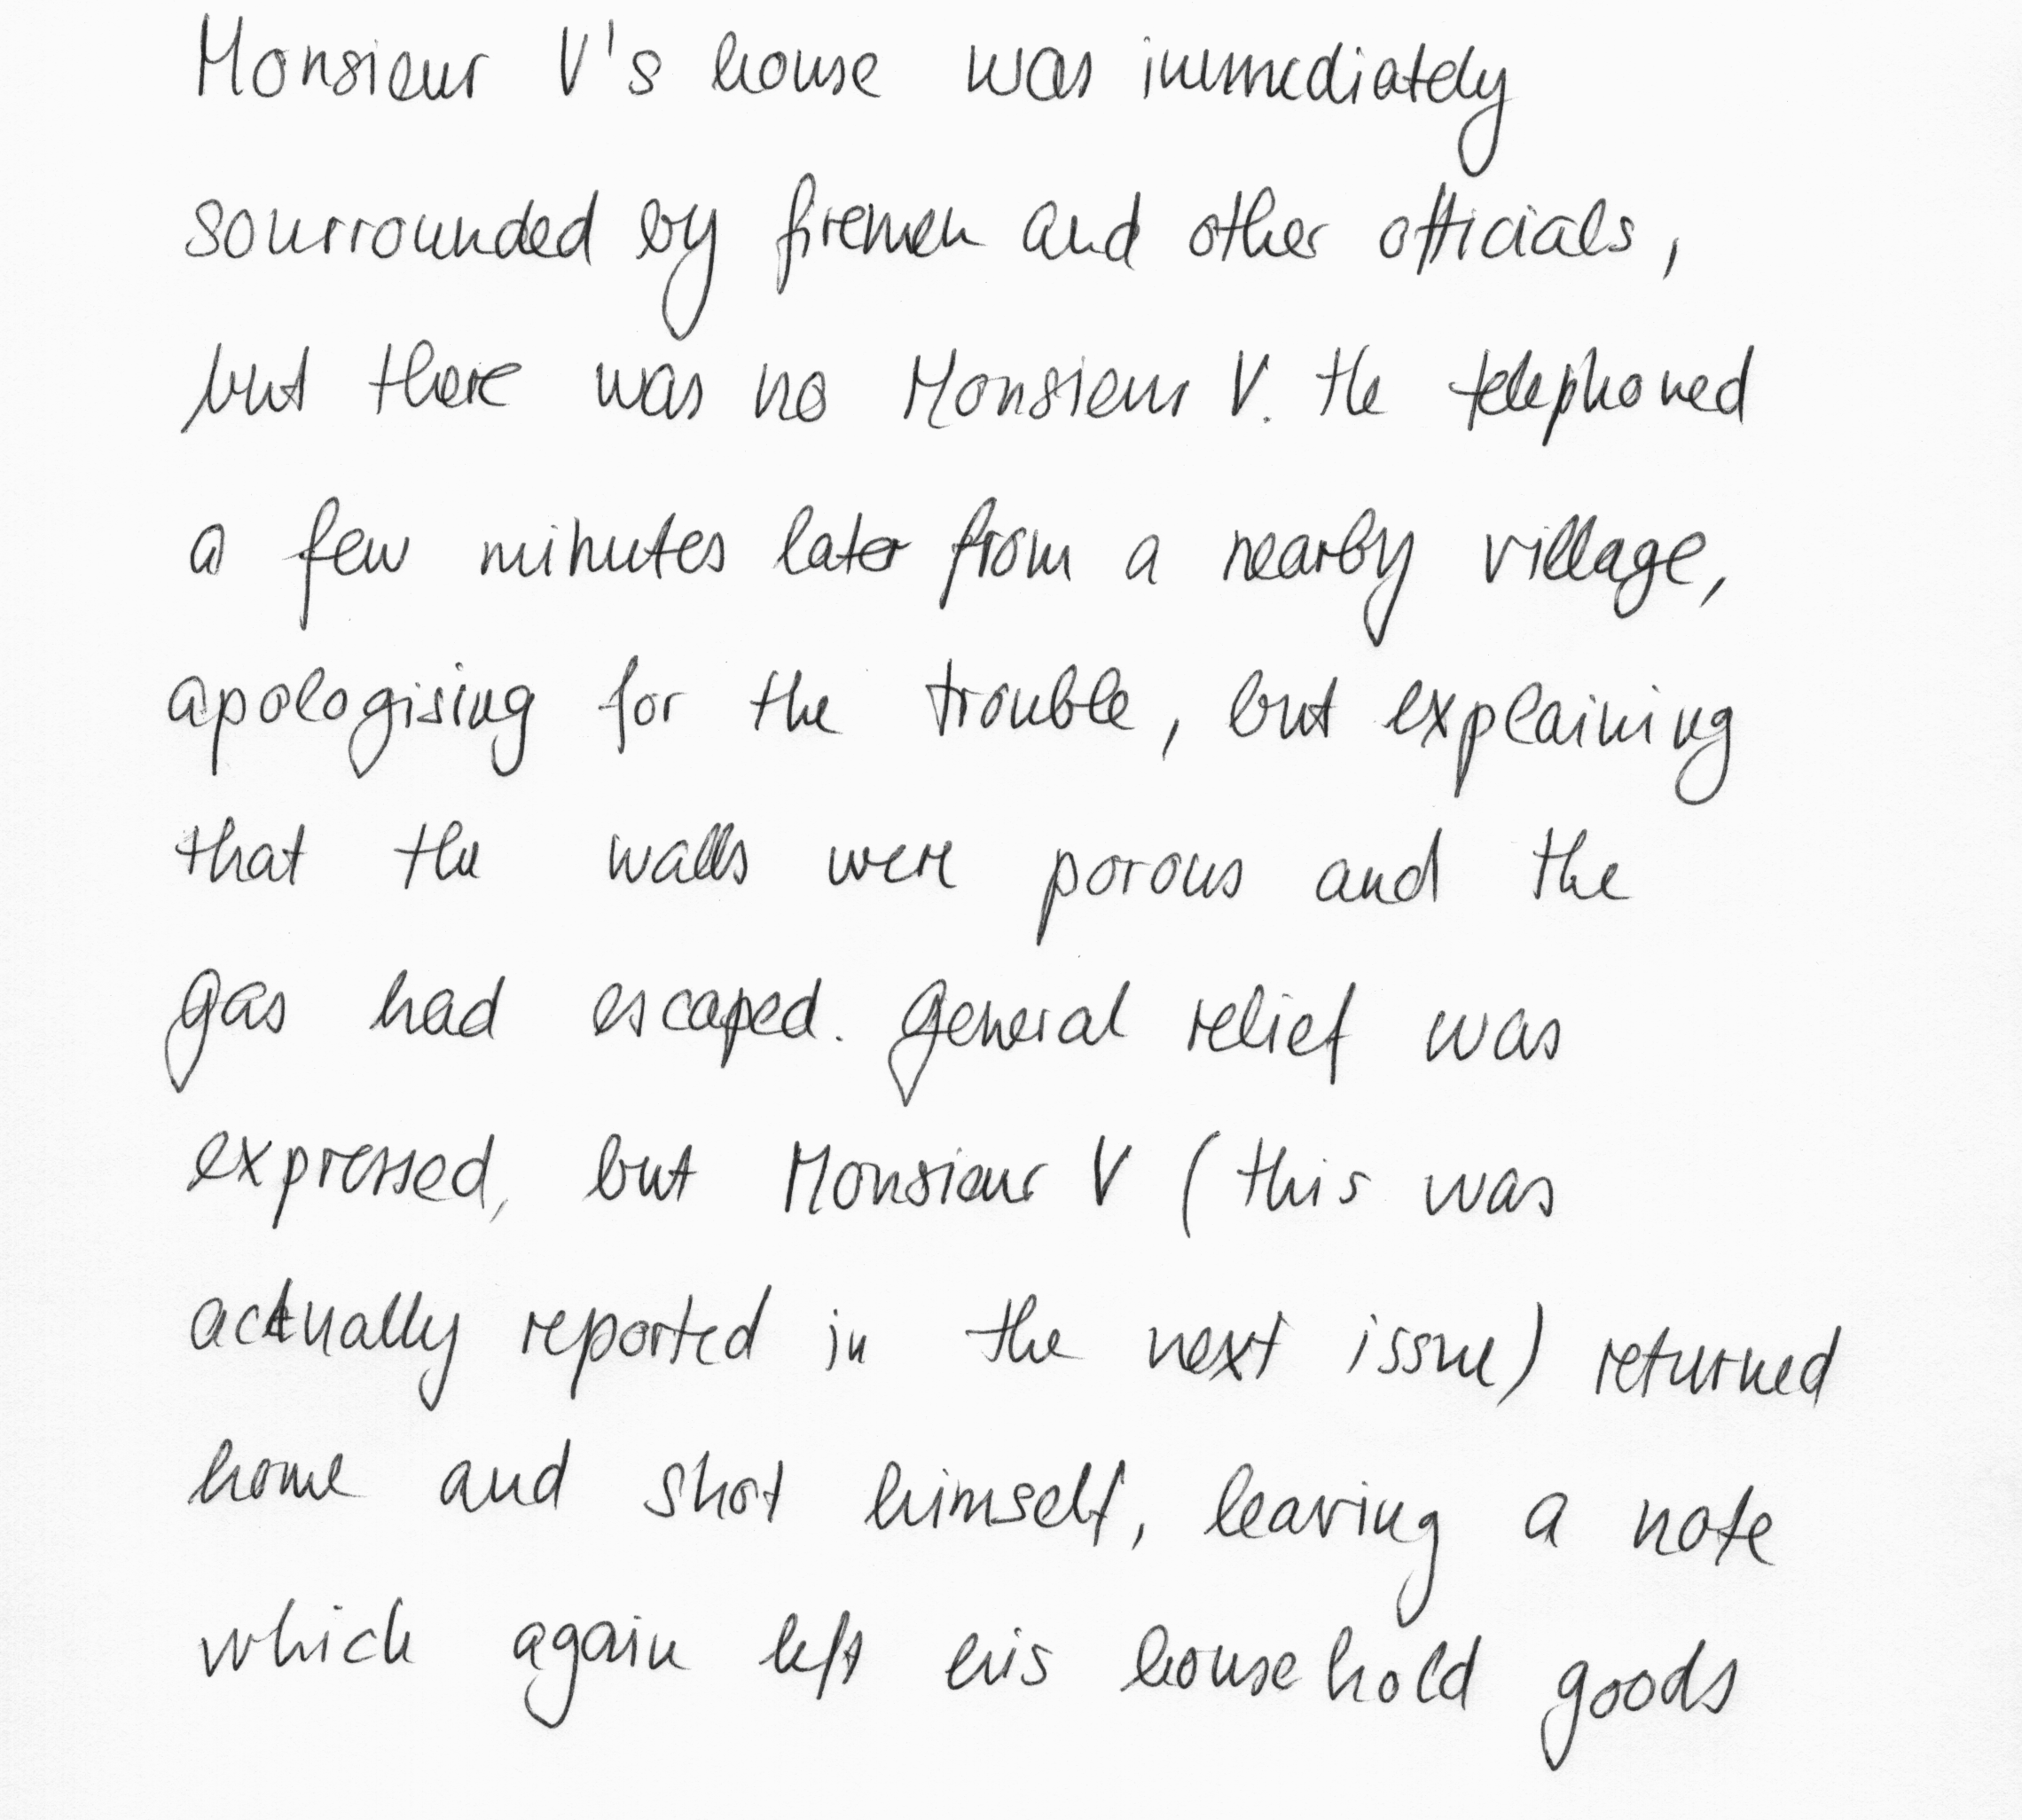 Monsieur V's house was immediately
sourrounded by firemen and other officials,
but there was no Monsieur V. He telephoned
a few minutes later from a nearby village,
apologising for the trouble, but explaining
that the walls were porous and the
gas had escaped. General relief was
expressed, but Monsieur V (this was
actually reported in the next issue) returned
home and shot himself, leaving a note
which again left his household goods